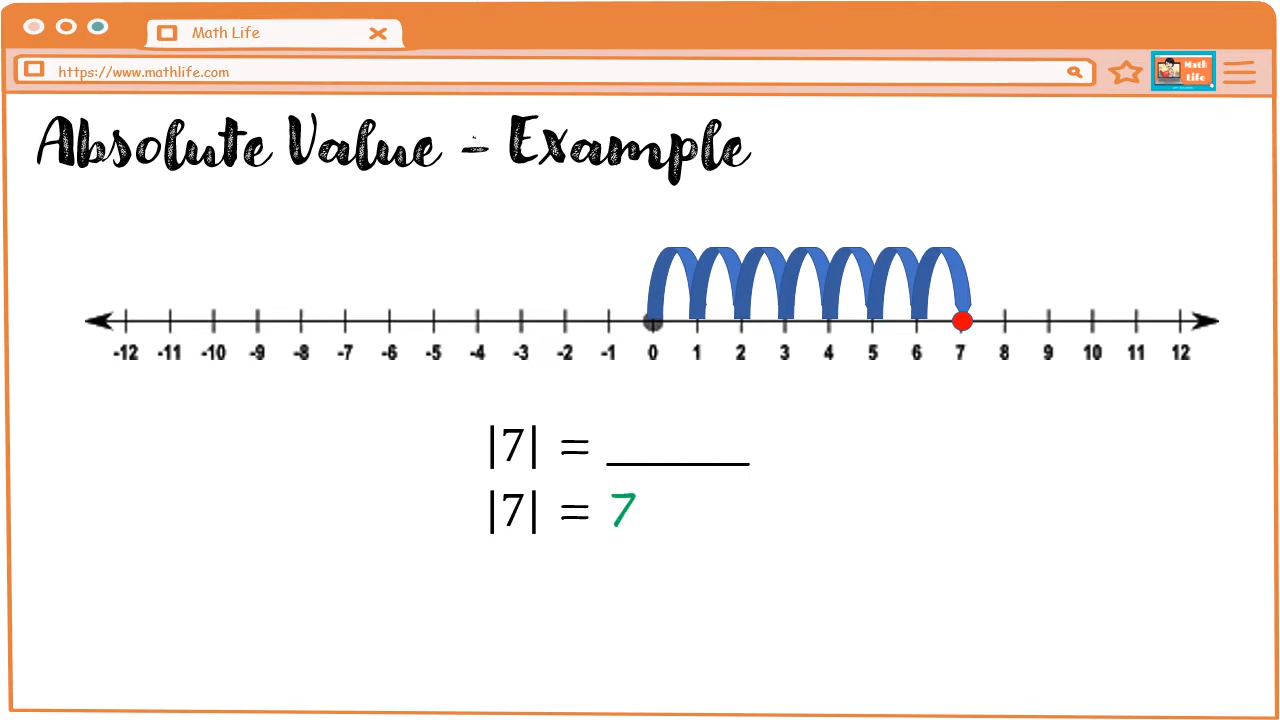 Math Life
https://www.mathlife.com
Math
Life
Absolute Value - Example
-12 -11 -10 -9 -8 -7 -6 -5 -4 -3 -2 -1 0 1 2 3 4 5 6 7 8 9 10 11 12
|7| = ______
|7| = 7